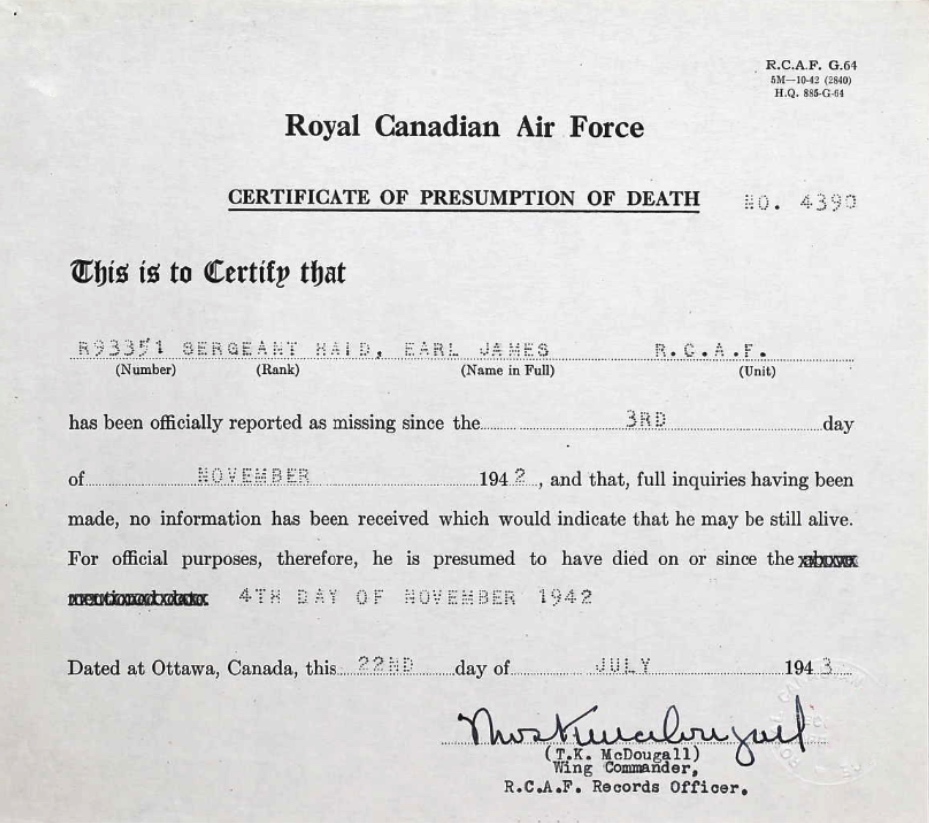 R.C.A.F. G.64
5M—10-42 (2840)
H.Q. 885-G-64
Royal Canadian Air Force
CERTIFICATE OF PRESUMPTION OF DEATH NO. 4390
This is to Certify that
R93351 SERGEANT HAID, EARL JAMES R.C.A.F.
(Number) (Rank) (Name in Full) (Unit)
has been officially reported as missing since the 3RD day
of NOVEMBER 1942, and that, full inquiries having been
made, no information has been received which would indicate that he may be still alive.
For official purposes, therefore, he is presumed to have died on or since the
4TH DAY OF NOVEMBER 1942
Dated at Ottawa, Canada, this 22ND day of JULY 1943
Thos K McDougall
(T.K. McDougall)
Wing Commander,
R.C.A.F. Records Officer.